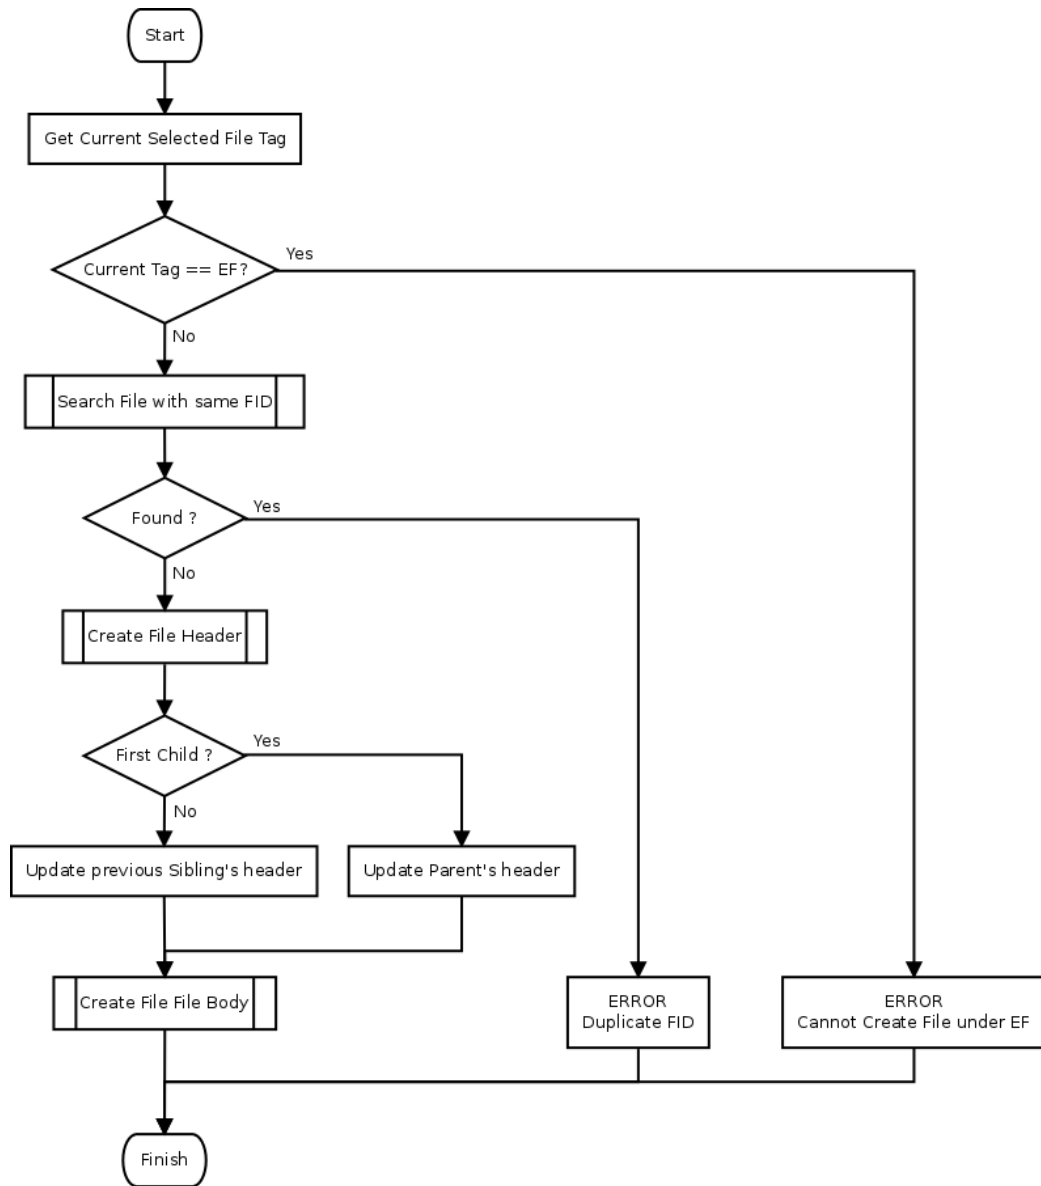 Start
Get Current Selected File Tag
Current Tag == EF?
Yes
No
Search File with same FID
Found ?
Yes
No
Create File Header
First Child ?
Yes
No
Update previous Sibling's header
Update Parent's header
Create File File Body
ERROR
Duplicate FID
ERROR
Cannot Create File under EF
Finish